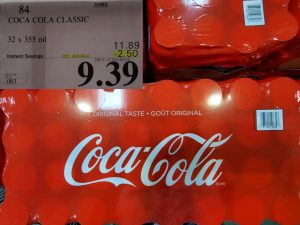 84
COCA COLA CLASSIC
32 x 355 ml
11.89
Instant Savings
-2.50
9.39
083
ORIGINAL TASTE • GOÛT ORIGINAL
Coca-Cola